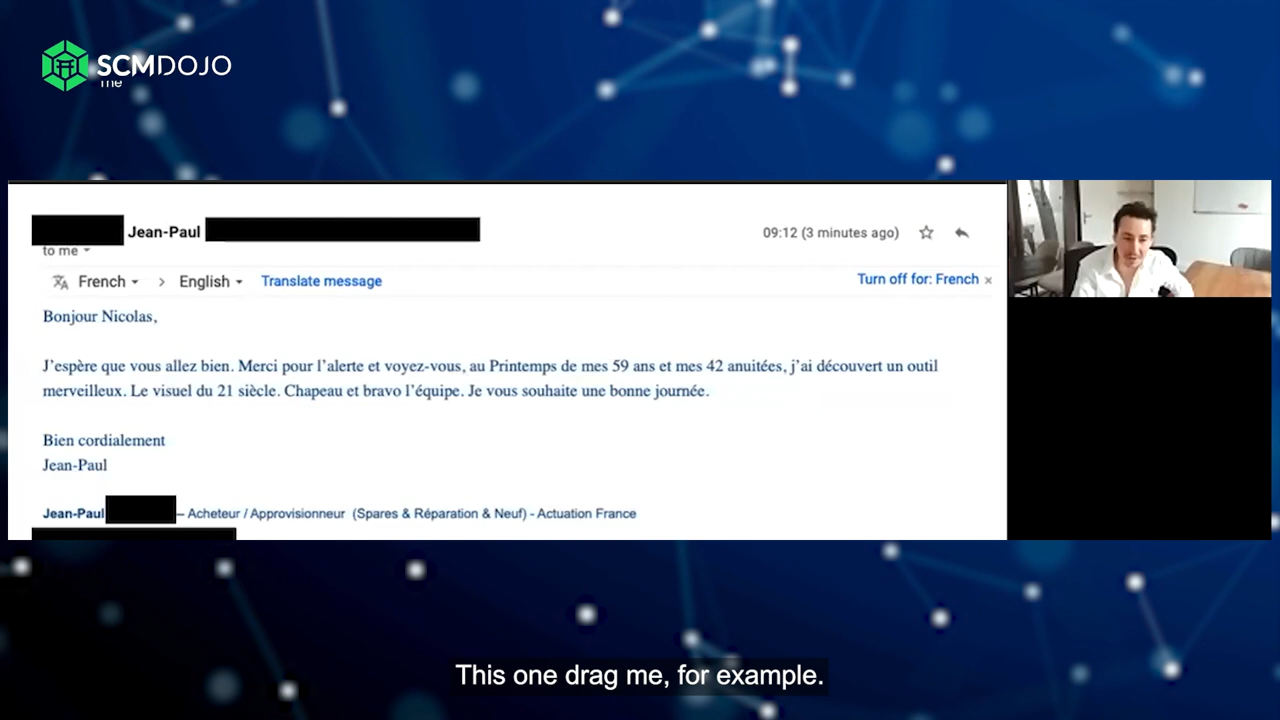 SCMDOJO
The
Jean-Paul
09:12 (3 minutes ago)
to me
French > English Translate message
Turn off for: French ×
Bonjour Nicolas,
J’espère que vous allez bien. Merci pour l’alerte et voyez-vous, au Printemps de mes 59 ans et mes 42 anuitées, j’ai découvert un outil
merveilleux. Le visuel du 21 siècle. Chapeau et bravo l’équipe. Je vous souhaite une bonne journée.
Bien cordialement
Jean-Paul
Jean-Paul – Acheteur / Approvisionneur (Spares & Réparation & Neuf) - Actuation France
This one drag me, for example.